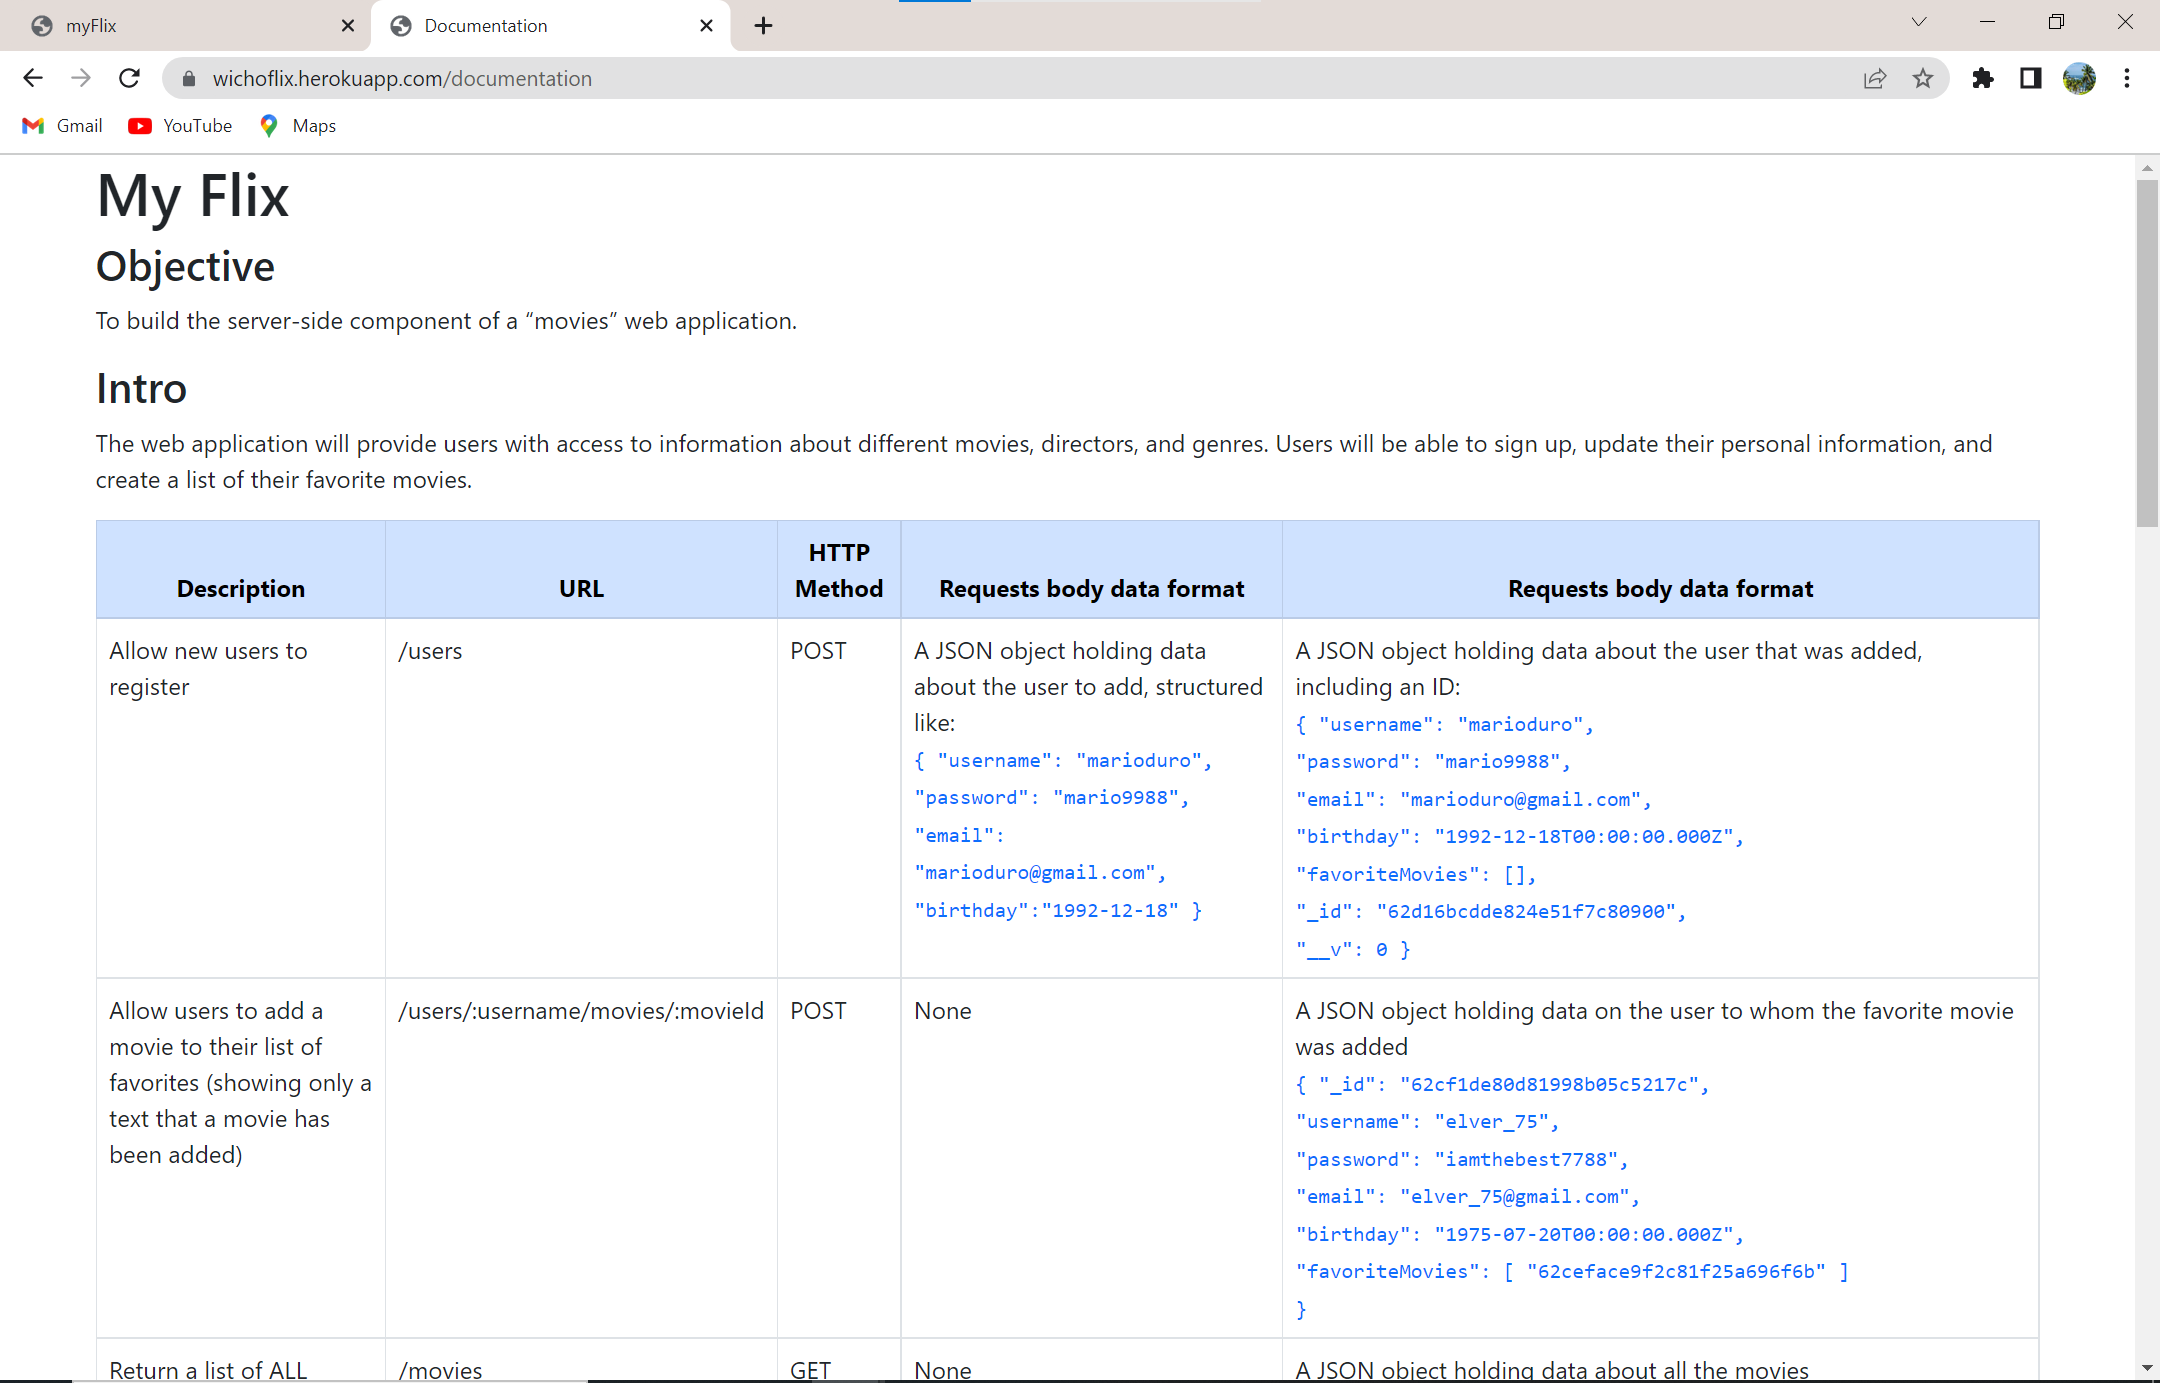 myFlix
Documentation
wichoflix.herokuapp.com/documentation
Gmail
YouTube
Maps
My Flix
Objective
To build the server-side component of a “movies” web application.
Intro
The web application will provide users with access to information about different movies, directors, and genres. Users will be able to sign up, update their personal information, and
create a list of their favorite movies.
Description
URL
HTTP
Method
Requests body data format
Requests body data format
Allow new users to
register
/users
POST
A JSON object holding data
about the user to add, structured
like:
{ "username": "marioduro",
"password": "mario9988",
"email":
"marioduro@gmail.com",
"birthday":"1992-12-18" }
A JSON object holding data about the user that was added,
including an ID:
{ "username": "marioduro",
"password": "mario9988",
"email": "marioduro@gmail.com",
"birthday": "1992-12-18T00:00:00.000Z",
"favoriteMovies": [],
"_id": "62d16bcdde824e51f7c80900",
"__v": 0 }
Allow users to add a
movie to their list of
favorites (showing only a
text that a movie has
been added)
/users/:username/movies/:movieId
POST
None
A JSON object holding data on the user to whom the favorite movie
was added
{ "_id": "62cf1de80d81998b05c5217c",
"username": "elver_75",
"password": "iamthebest7788",
"email": "elver_75@gmail.com",
"birthday": "1975-07-20T00:00:00.000Z",
"favoriteMovies": [ "62ceface9f2c81f25a696f6b" ]
}
Return a list of ALL
/movies
GET
None
A JSON object holding data about all the movies